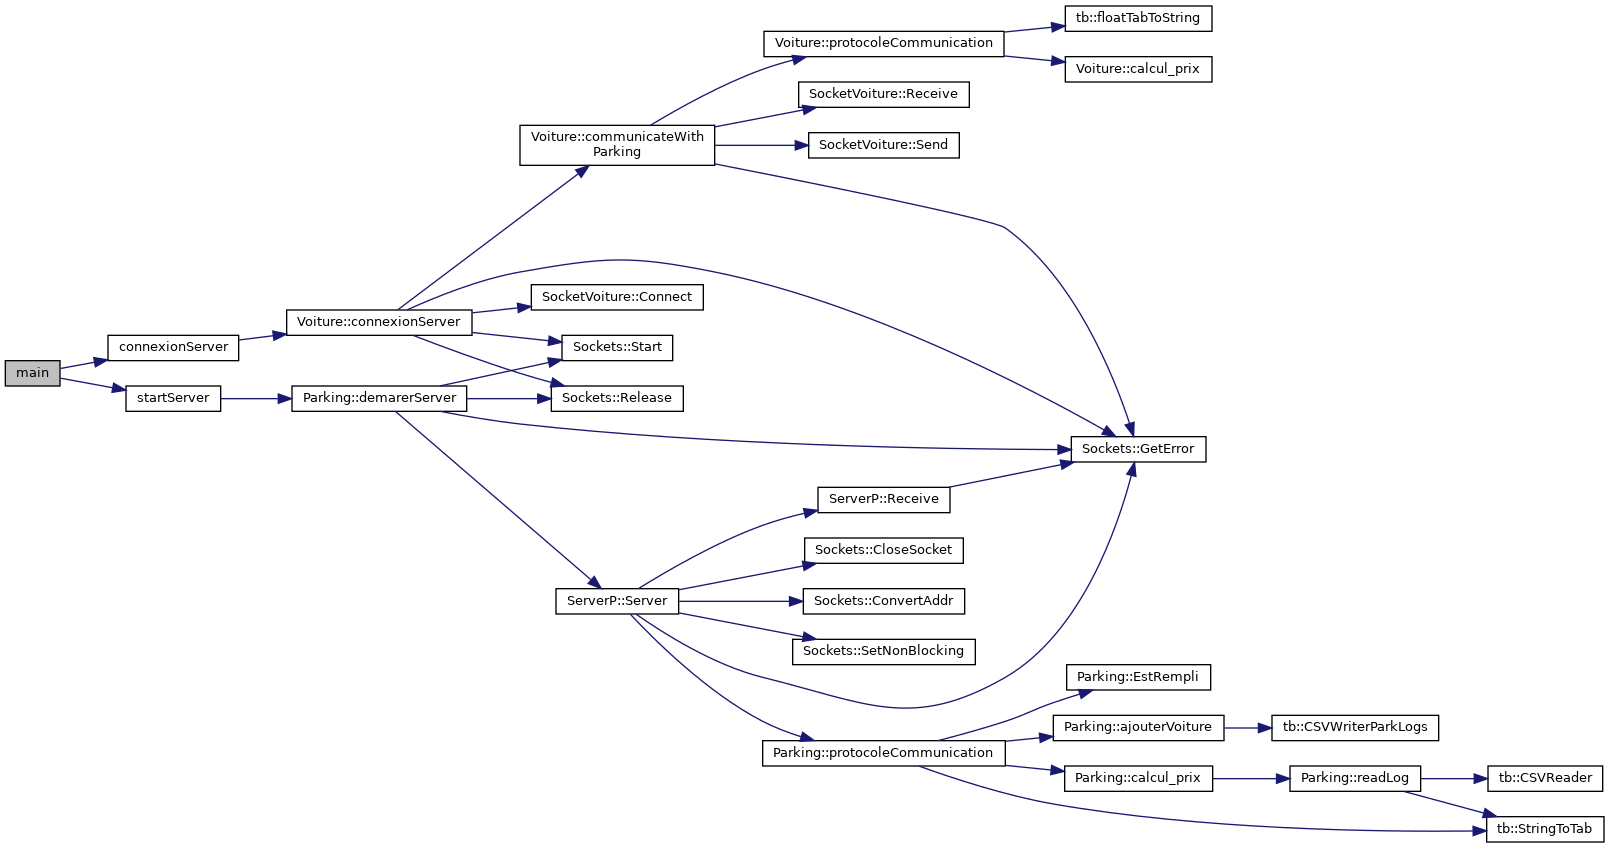 tb::floatTabToString
Voiture::protocoleCommunication
Voiture::calcul_prix
SocketVoiture::Receive
Voiture::communicateWith
Parking
SocketVoiture::Send
SocketVoiture::Connect
Voiture::connexionServer
connexionServer
Sockets::Start
main
startServer
Parking::demarerServer
Sockets::Release
Sockets::GetError
ServerP::Receive
Sockets::CloseSocket
ServerP::Server
Sockets::ConvertAddr
Sockets::SetNonBlocking
Parking::EstRempli
Parking::ajouterVoiture
tb::CSVWriterParkLogs
Parking::protocoleCommunication
Parking::calcul_prix
Parking::readLog
tb::CSVReader
tb::StringToTab